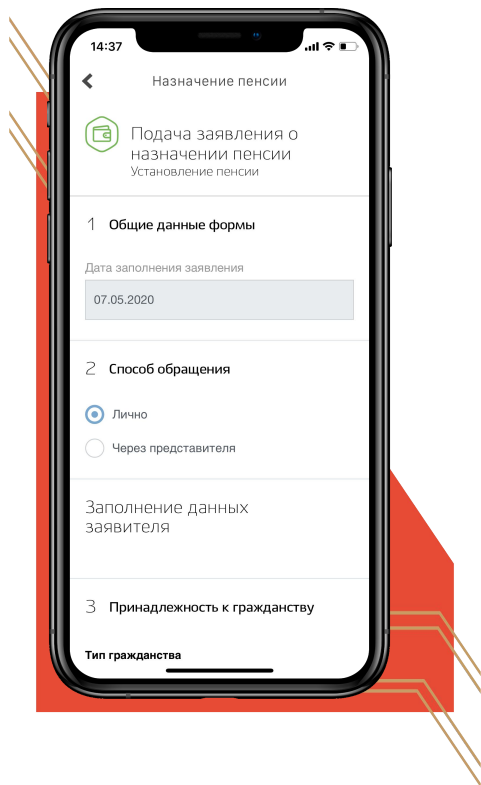 14:37
Назначение пенсии
Подача заявления о
назначении пенсии
Установление пенсии
1 Общие данные формы
Дата заполнения заявления
07.05.2020
2 Способ обращения
Лично
Через представителя
Заполнение данных
заявителя
3 Принадлежность к гражданству
Тип гражданства